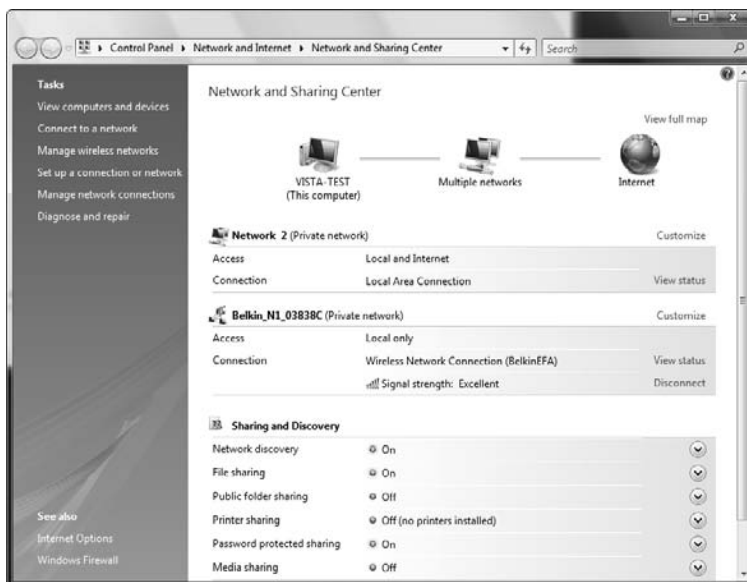 Control Panel Network and Internet Network and Sharing Center
Search
Tasks
View computers and devices
Connect to a network
Manage wireless networks
Set up a connection or network
Manage network connections
Diagnose and repair
See also
Internet Options
Windows Firewall
Network and Sharing Center
View full map
VISTA-TEST
(This computer)
Multiple networks
Internet
Network 2 (Private network) Customize
Access Local and Internet
Connection Local Area Connection View status
Belkin_N1_03838C (Private network) Customize
Access Local only
Connection Wireless Network Connection (BelkinEFA) View status
Signal strength: Excellent Disconnect
Sharing and Discovery
Network discovery On
File sharing On
Public folder sharing Off
Printer sharing Off (no printers installed)
Password protected sharing On
Media sharing Off